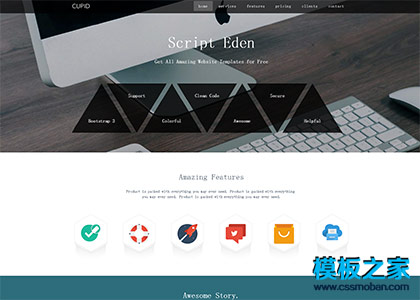 CUPID
home services features pricing clients contact
Script Eden
Get All Amazing Website Templates for Free
Support Clean Code Secure
Bootstrap 3 Colorful Awesome Helpful
Amazing Features
Product is packed with everything you may ever need. Product is packed with everything
you may ever need. Product is packed with everything you may ever need.
模板之家
www.cssmoban.com
Awesome Story.